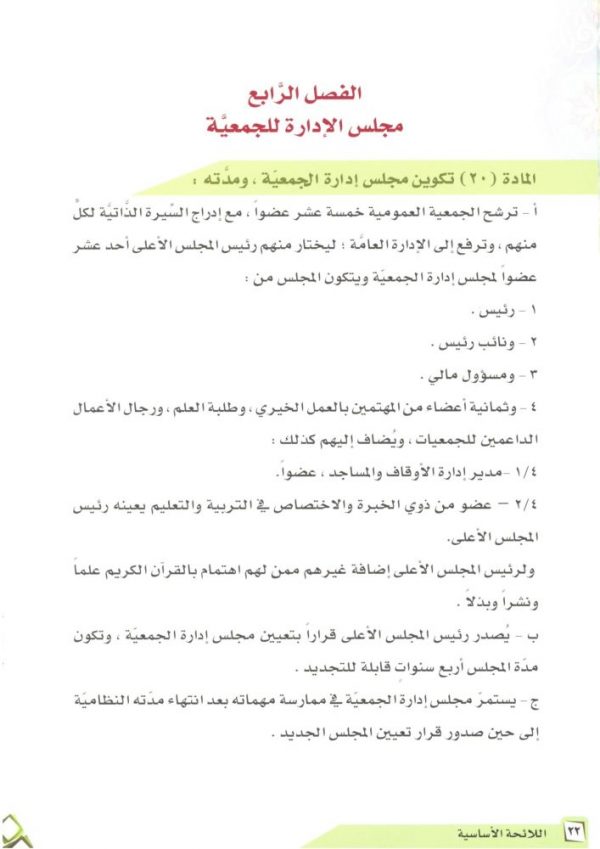 الفصل الرَّابع
مجلس الإدارة للجمعيَّة
المادة (٢٠) تكوين مجلس إدارة الجمعيّة ، ومدَّته :
أ- ترشح الجمعية العمومية خمسة عشر عضواً ، مع إدراج السِّيرة الذَّاتيَّة لكلٍّ
منهم ، وترفع إلى الإدارة العامَّة ؛ ليختار منهم رئيس المجلس الأعلى أحد عشر
عضواً لمجلس إدارة الجمعيّة ويتكون المجلس من :
١- رئيس .
٢- ونائب رئيس .
٣- ومسؤول مالي .
٤- وثمانية أعضاء من المهتمين بالعمل الخيري ، وطلبة العلم ، ورجال الأعمال
الداعمين للجمعيات ، ويُضاف إليهم كذلك :
١/٤ -مدير إدارة الأوقاف والمساجد ، عضواً.
٢/٤ – عضو من ذوي الخبرة والاختصاص في التربية والتعليم يعينه رئيس
المجلس الأعلى.
ولرئيس المجلس الأعلى إضافة غيرهم ممن لهم اهتمام بالقرآن الكريم علماً
ونشراً وبذلاً .
ب- يُصدر رئيس المجلس الأعلى قراراً بتعيين مجلس إدارة الجمعيّة ، وتكون
مدّة المجلس أربع سنواتٍ قابلة للتجديد .
ج- يستمرّ مجلس إدارة الجمعيّة في ممارسة مهماته بعد انتهاء مدّته النظاميّة
إلى حين صدور قرار تعيين المجلس الجديد .
٢٢ اللائحة الأساسية